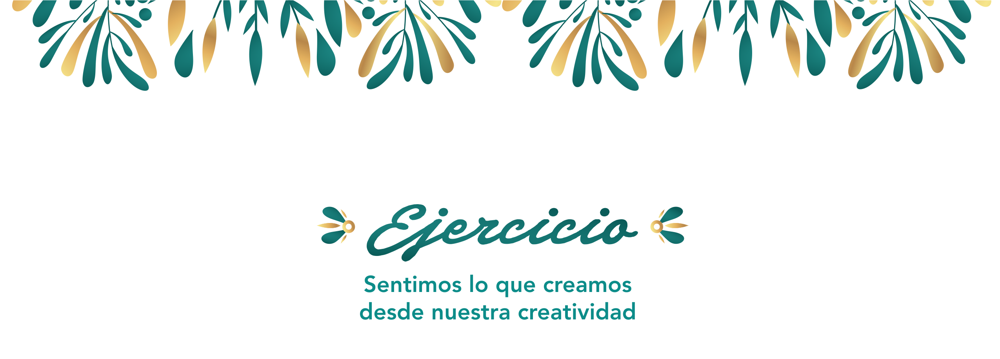 Ejercicio
Sentimos lo que creamos
desde nuestra creatividad